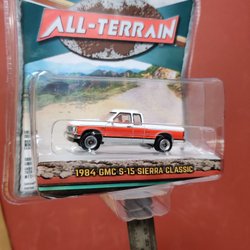 ALL-TERRAIN
1984 GMC S-15 SIERRA CLASSIC